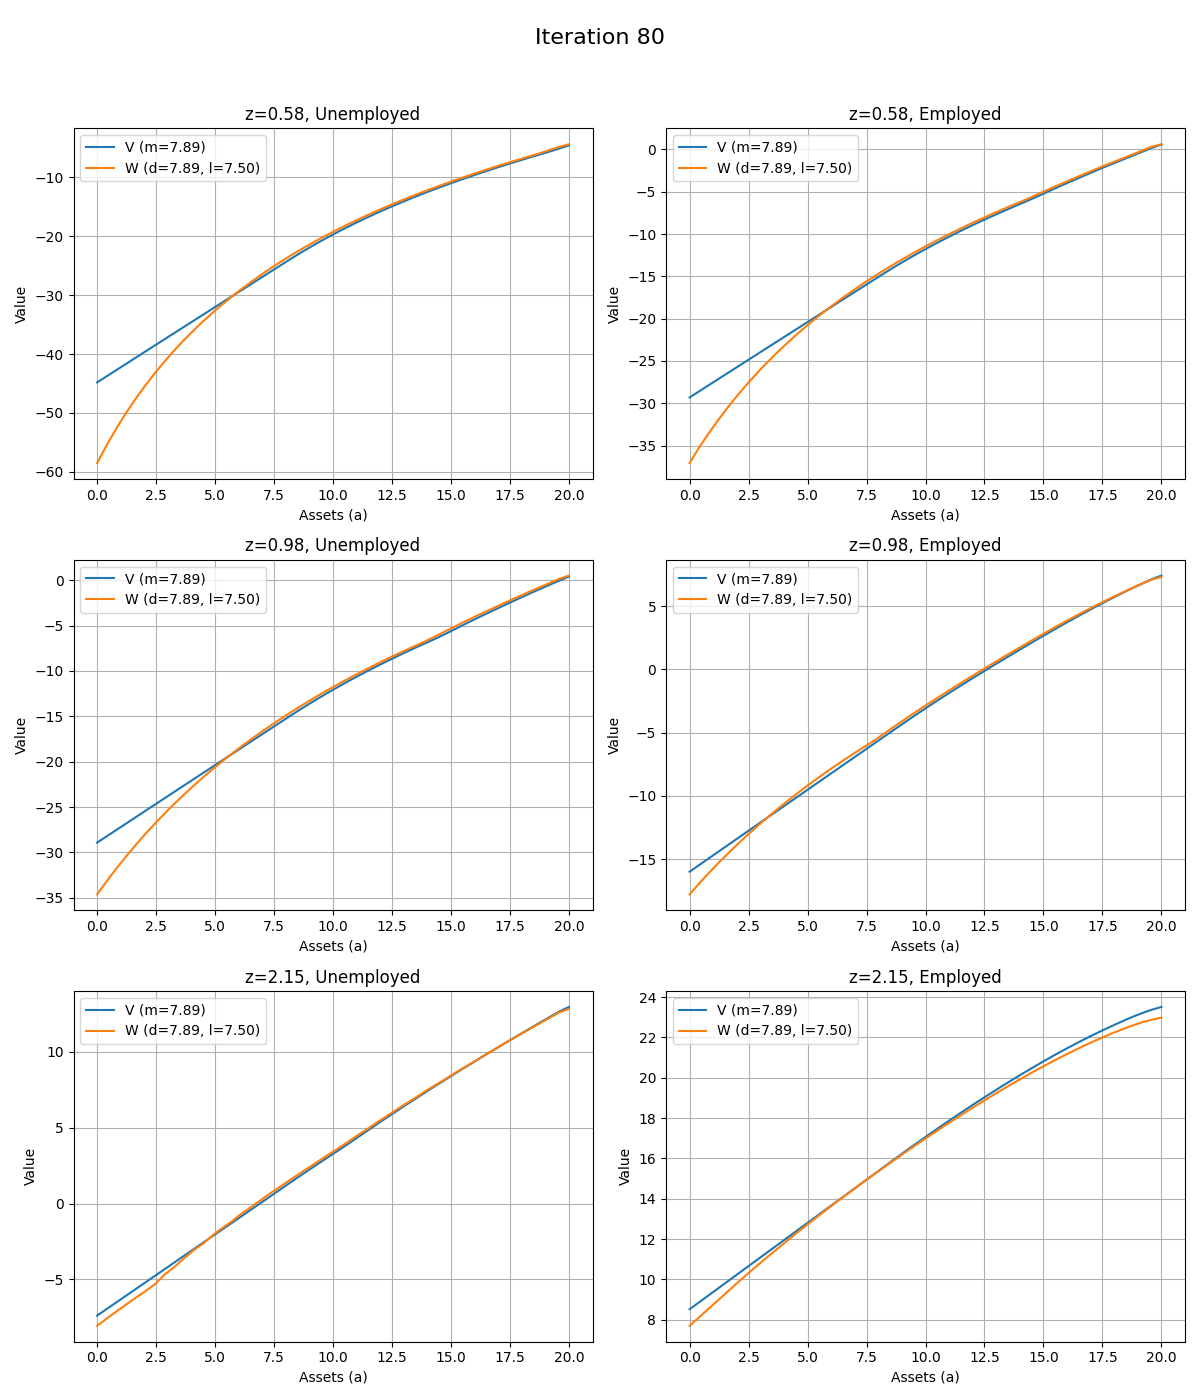 Iteration 80
z=0.58, Unemployed
V (m=7.89)
W (d=7.89, l=7.50)
Value
−10
−20
−30
−40
−50
−60
0.0 2.5 5.0 7.5 10.0 12.5 15.0 17.5 20.0
Assets (a)
z=0.58, Employed
V (m=7.89)
W (d=7.89, l=7.50)
Value
0
−5
−10
−15
−20
−25
−30
−35
0.0 2.5 5.0 7.5 10.0 12.5 15.0 17.5 20.0
Assets (a)
z=0.98, Unemployed
V (m=7.89)
W (d=7.89, l=7.50)
Value
0
−5
−10
−15
−20
−25
−30
−35
0.0 2.5 5.0 7.5 10.0 12.5 15.0 17.5 20.0
Assets (a)
z=0.98, Employed
V (m=7.89)
W (d=7.89, l=7.50)
Value
5
0
−5
−10
−15
0.0 2.5 5.0 7.5 10.0 12.5 15.0 17.5 20.0
Assets (a)
z=2.15, Unemployed
V (m=7.89)
W (d=7.89, l=7.50)
Value
10
5
0
−5
0.0 2.5 5.0 7.5 10.0 12.5 15.0 17.5 20.0
Assets (a)
z=2.15, Employed
V (m=7.89)
W (d=7.89, l=7.50)
Value
24
22
20
18
16
14
12
10
8
0.0 2.5 5.0 7.5 10.0 12.5 15.0 17.5 20.0
Assets (a)